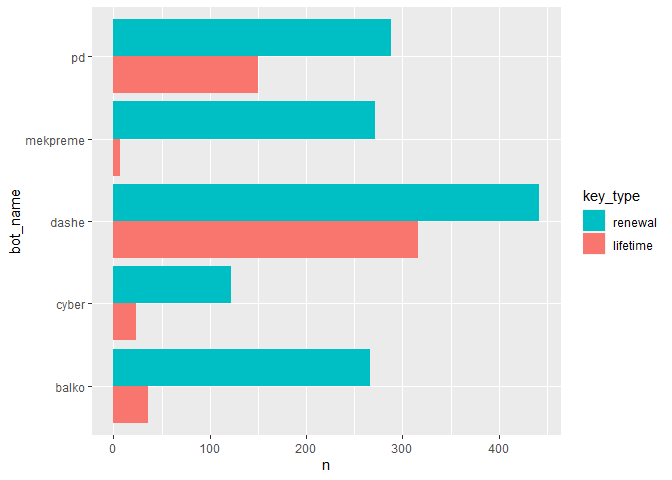 pd
mekpreme
dashe
cyber
balko
bot_name
0 100 200 300 400
n
key_type
renewal
lifetime